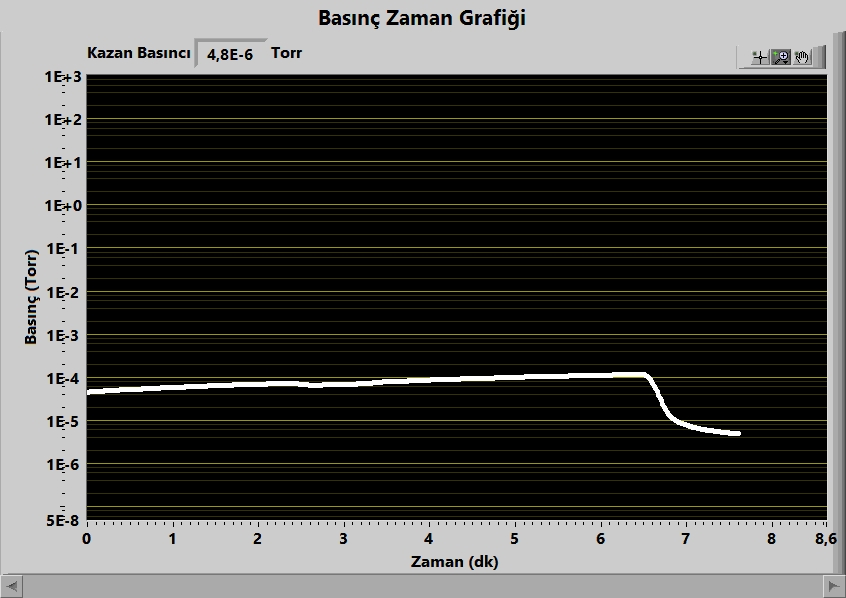 Basınç Zaman Grafiği
Kazan Basıncı 4,8E-6 Torr
1E+3
1E+2
1E+1
1E+0
1E-1
1E-2
1E-3
1E-4
1E-5
1E-6
5E-8
Basınç (Torr)
0 1 2 3 4 5 6 7 8 8,6
Zaman (dk)